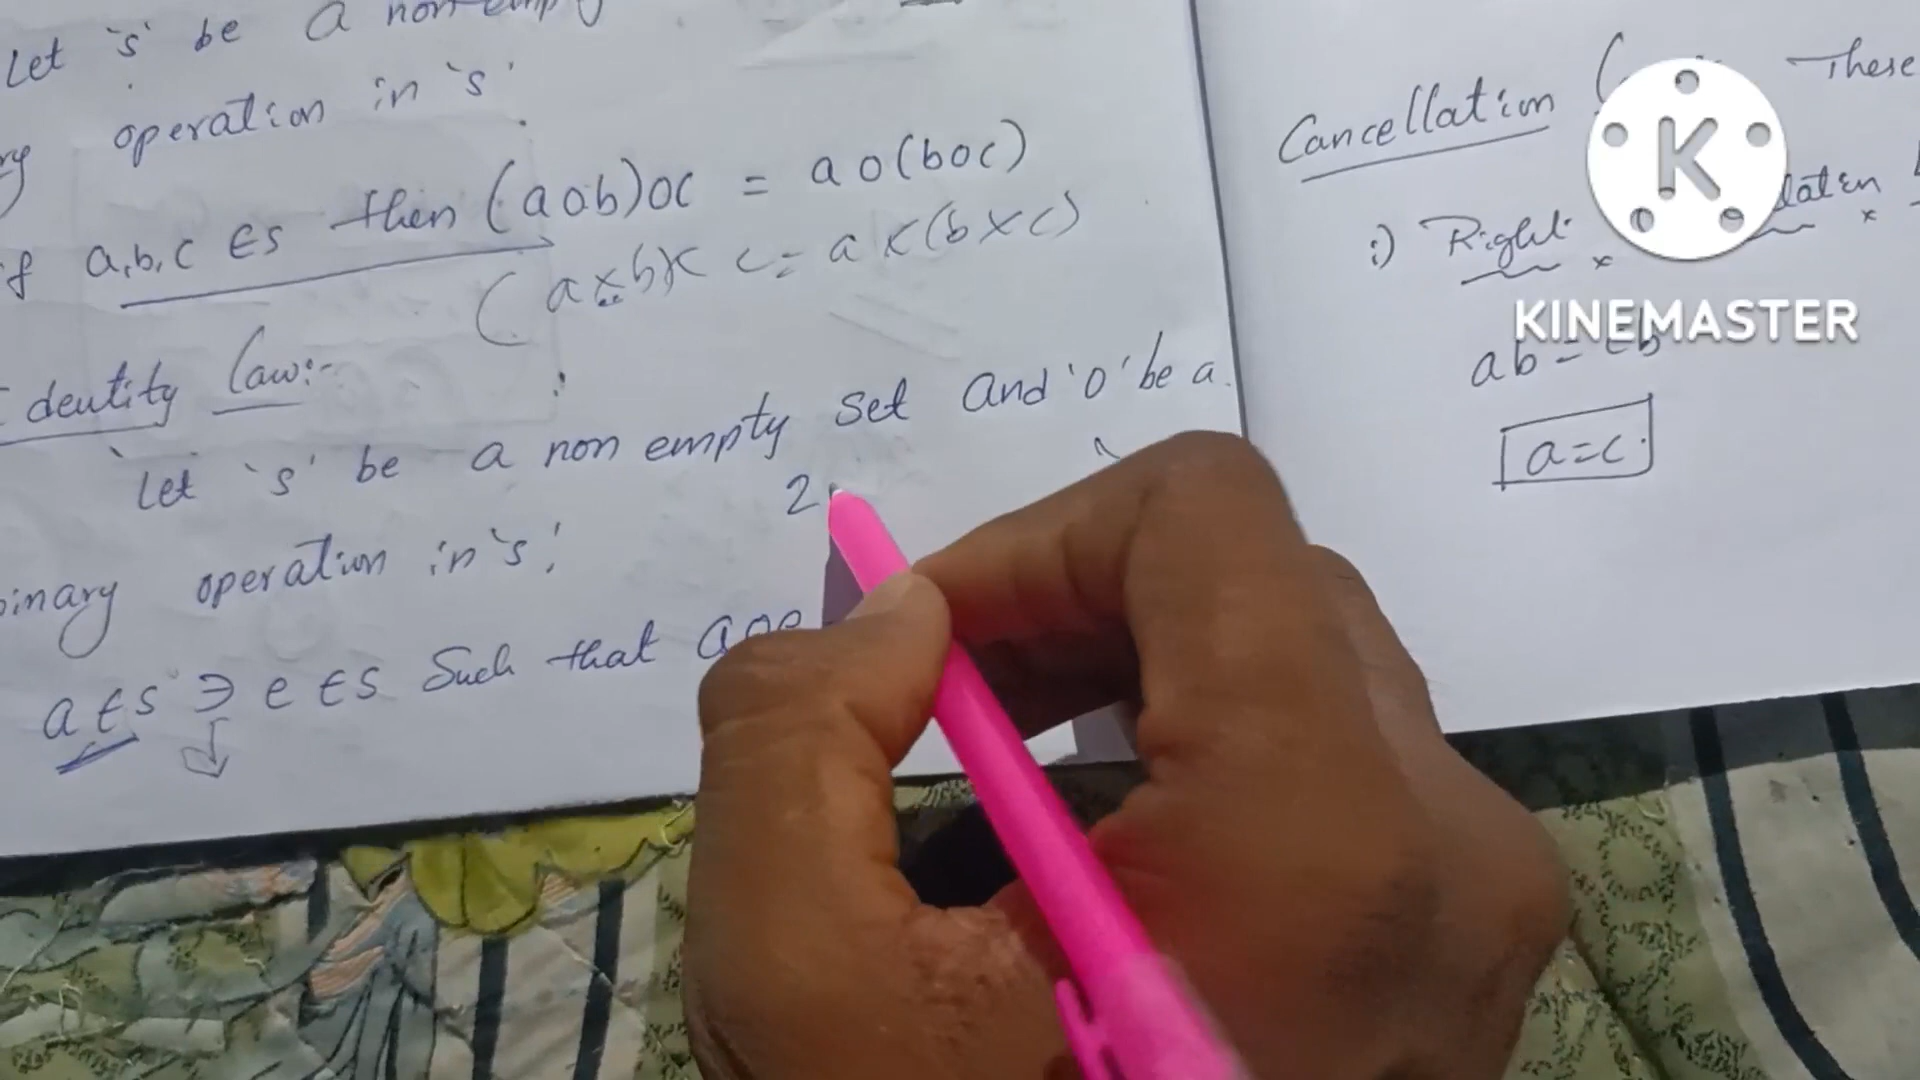 Let 's' be a non empty
operation in 's'
if a,b,c ∈ s then (aob)oc = ao(boc)
(a×b)× c = a ×(b×c)
Identity law:-
Let 's' be a non empty set and 'o' be a
2
binary operation in 's'
a ∈ s ∋ e ∈ s Such that aoe
Cancellation These
i) Right
ab = cb
a=c
KINEMASTER